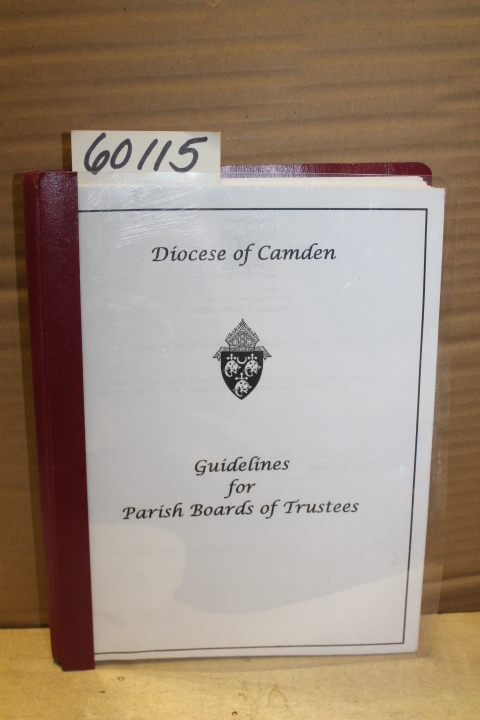 60115
Diocese of Camden
Guidelines
for
Parish Boards of Trustees